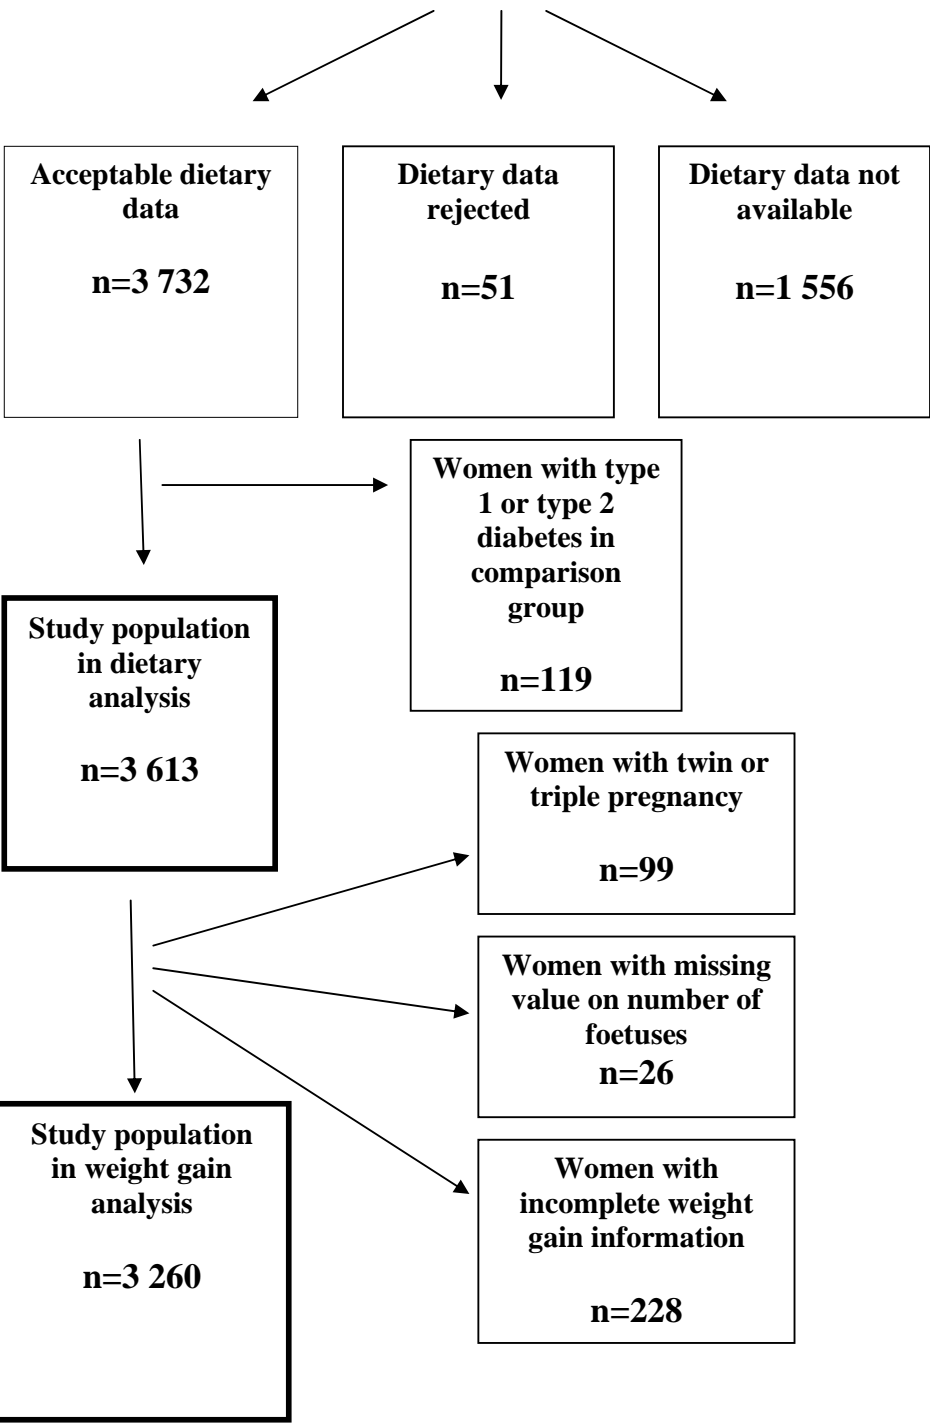 Acceptable dietary
data
n=3 732
Dietary data
rejected
n=51
Dietary data not
available
n=1 556
Women with type
1 or type 2
diabetes in
comparison
group
n=119
Study population
in dietary
analysis
n=3 613
Women with twin or
triple pregnancy
n=99
Women with missing
value on number of
foetuses
n=26
Study population
in weight gain
analysis
n=3 260
Women with
incomplete weight
gain information
n=228